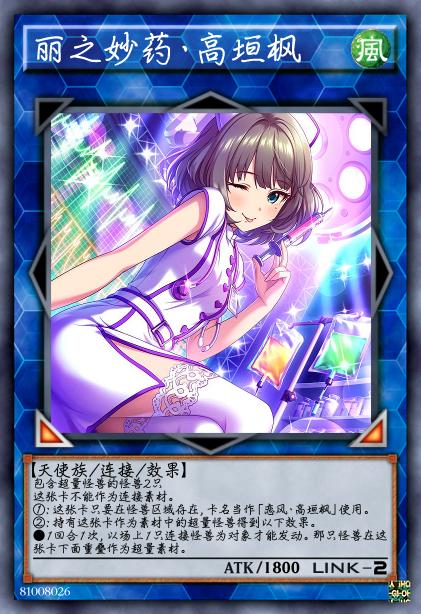 丽之妙药·高垣枫
風
【天使族/连接/效果】
包含超量怪兽的怪兽2只
这张卡不能作为连接素材。
①:这张卡只要在怪兽区域存在,卡名当作「恋风·高垣枫」使用。
②:持有这张卡作为素材中的超量怪兽得到以下效果。
●1回合1次,以场上1只连接怪兽为对象才能发动。那只怪兽在这
张卡下面重叠作为超量素材。
ATK/1800 LINK-2
81008026